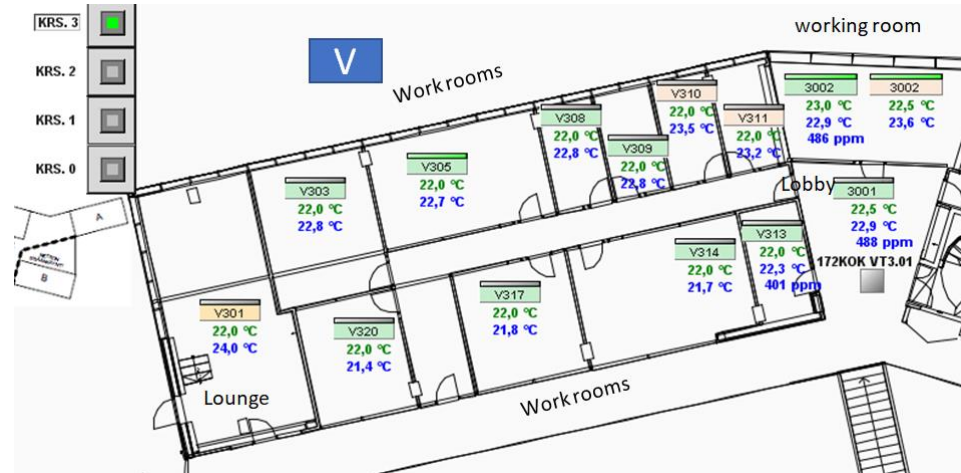 KRS. 3
KRS. 2
KRS. 1
KRS. 0
V
Work rooms
working room
3002
23,0 °C
22,9 °C
486 ppm
3002
22,5 °C
23,6 °C
V310
22,0 °C
23,5 °C
V311
22,0 °C
23,2 °C
V308
22,0 °C
22,8 °C
V309
22,0 °C
22,8 °C
V305
22,0 °C
22,7 °C
V303
22,0 °C
22,8 °C
Lobby
3001
22,5 °C
22,9 °C
488 ppm
172KOK VT3.01
V313
22,0 °C
22,3 °C
401 ppm
V314
22,0 °C
21,7 °C
V317
22,0 °C
21,8 °C
V320
22,0 °C
21,4 °C
V301
22,0 °C
24,0 °C
Lounge
Work rooms
A
B